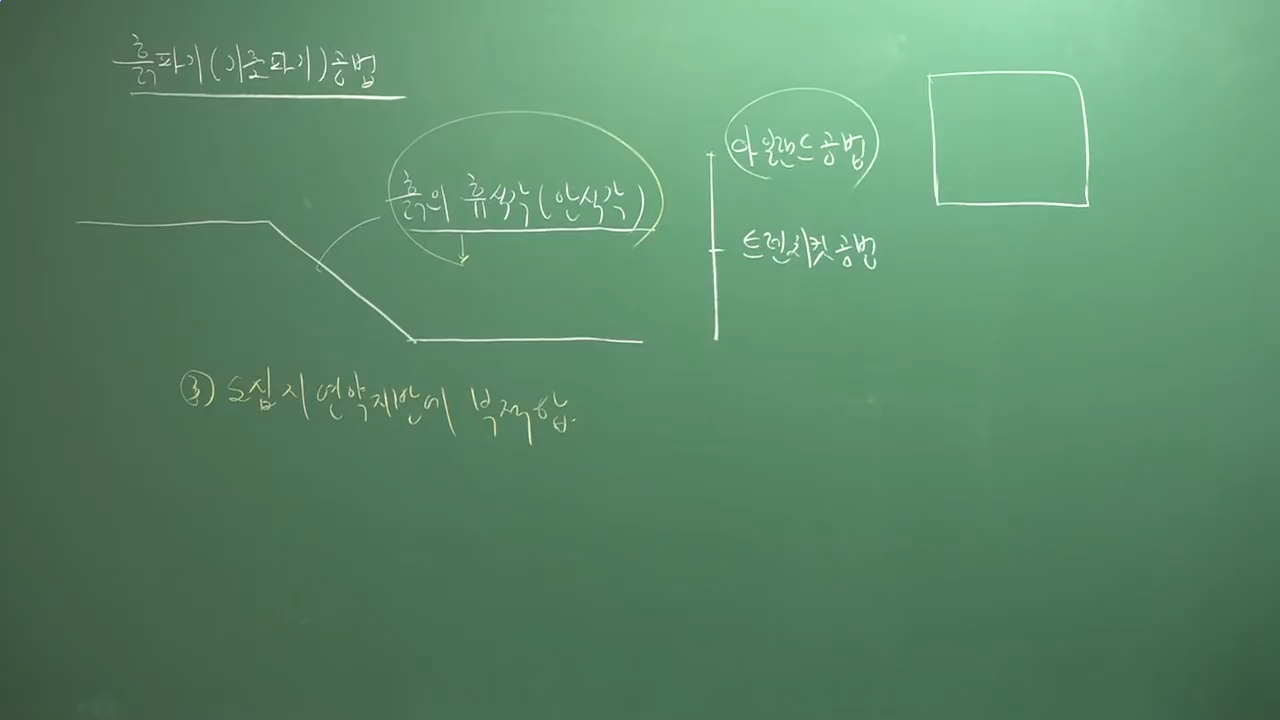 흙파기(기초파기)공법
흙의 휴식각(안식각)
아일랜드공법
트렌치컷공법
③ 도심지 연약지반에 부적합.